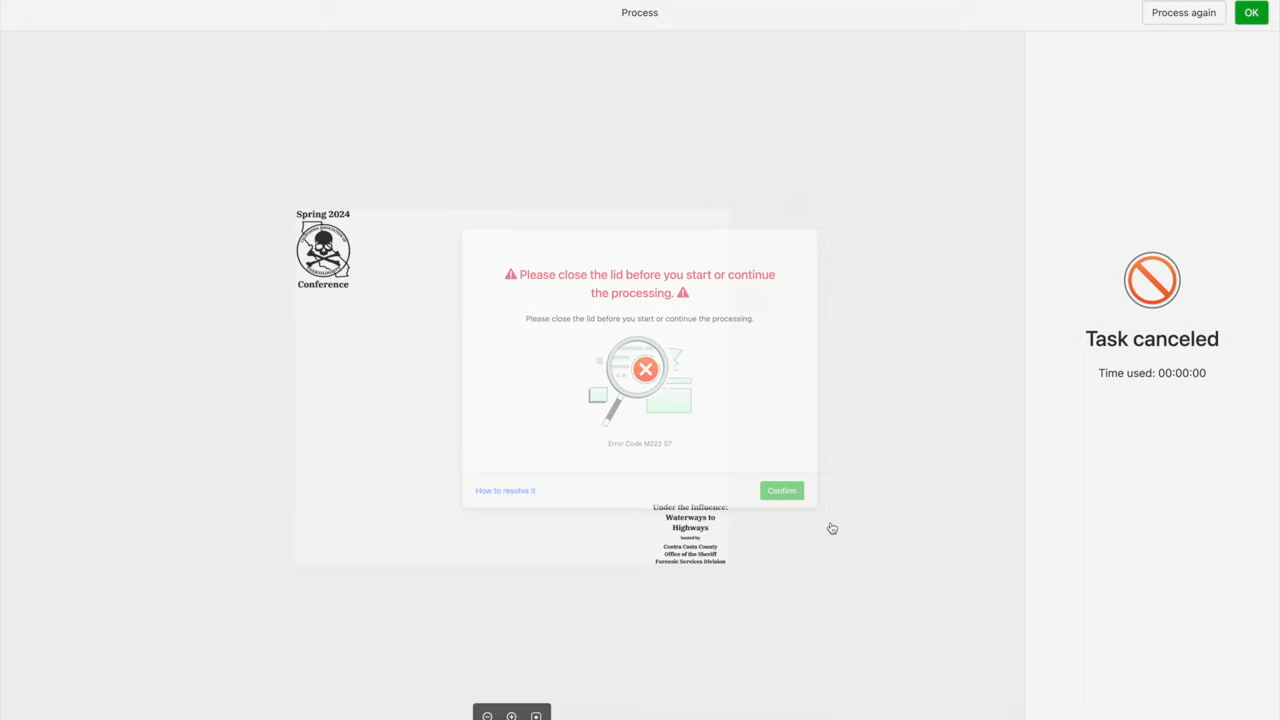 Process
Process again
OK
Spring 2024
Conference
⚠ Please close the lid before you start or continue
the processing. ⚠
Please close the lid before you start or continue the processing.
Error Code M222 S7
How to resolve it
Confirm
Under the Influence:
Waterways to
Highways
hosted by
Contra Costa County
Office of the Sheriff
Forensic Services Division
Task canceled
Time used: 00:00:00